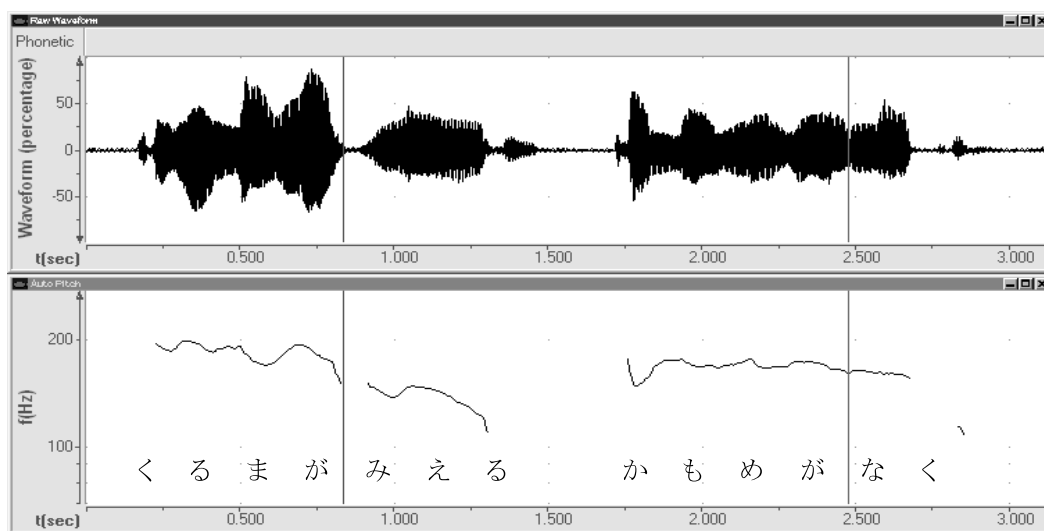 Raw Waveform
Phonetic
Waveform (percentage)
50
0
-50
t(sec) 0.500 1.000 1.500 2.000 2.500 3.000
Auto Pitch
f(Hz)
200
100
くるまが みえる かもめが なく
t(sec) 0.500 1.000 1.500 2.000 2.500 3.000